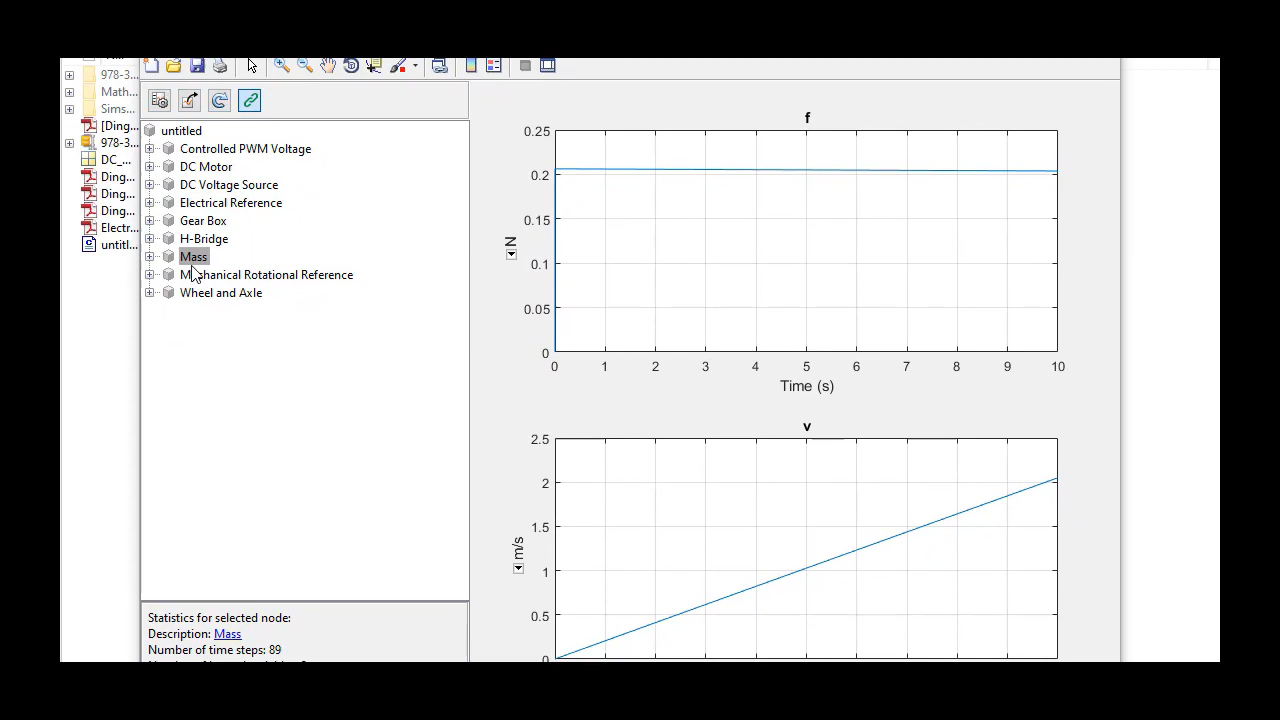 978-3...
Math...
Sims...
[Ding...
978-3...
DC_...
Ding...
Ding...
Ding...
Electr...
untitl...
untitled
Controlled PWM Voltage
DC Motor
DC Voltage Source
Electrical Reference
Gear Box
H-Bridge
Mass
Mechanical Rotational Reference
Wheel and Axle
Statistics for selected node:
Description: Mass
Number of time steps: 89
f
0.25
0.2
0.15
0.1
0.05
0
N
0 1 2 3 4 5 6 7 8 9 10
Time (s)
v
2.5
2
1.5
1
0.5
0
m/s